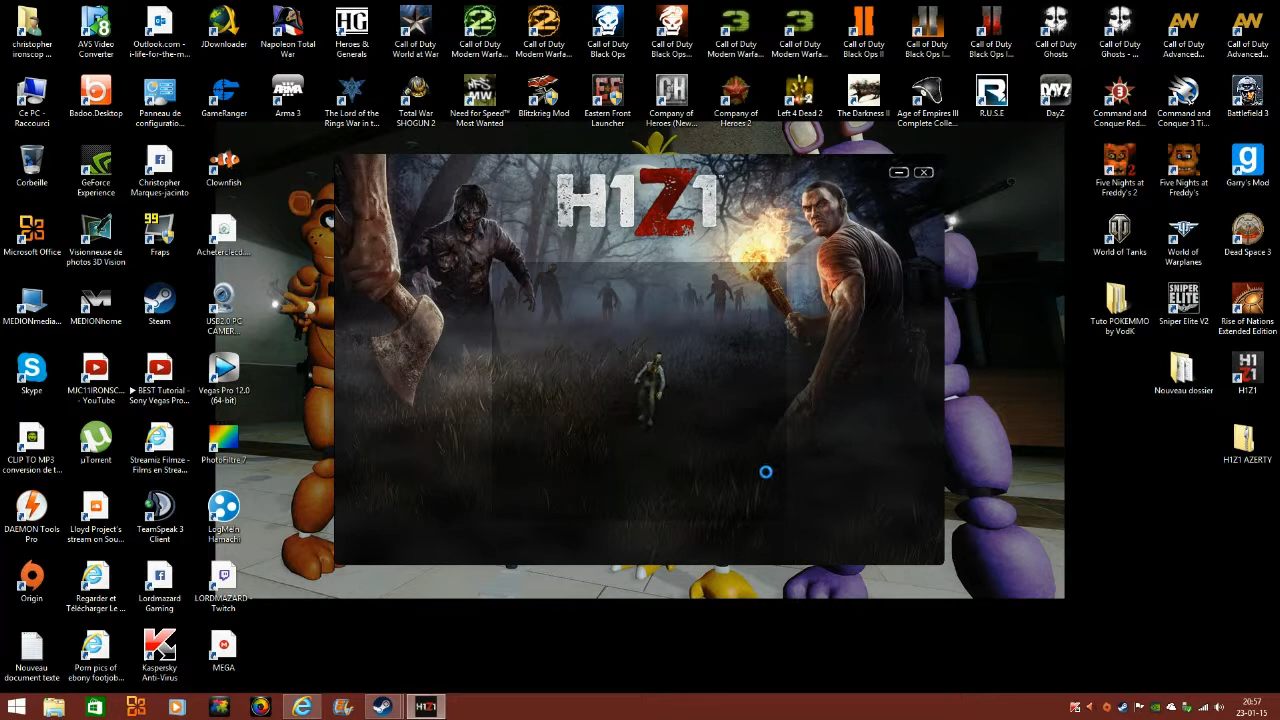 christopher
ironscop ...
AVS Video
Converter
Outlook.com -
i-life-for-the-m...
JDownloader
Napoleon Total
War
HG
Heroes &
Generals
Call of Duty
World at War
Call of Duty
Modern Warfa...
Call of Duty
Modern Warfa...
Call of Duty
Black Ops
Call of Duty
Black Ops...
Call of Duty
Modern Warfa...
Call of Duty
Modern Warfa...
Call of Duty
Black Ops II
Call of Duty
Black Ops I...
Call of Duty
Black Ops I...
Call of Duty
Ghosts
Call of Duty
Ghosts - ...
Call of Duty
Advanced...
Call of Duty
Advanced...
Ce PC -
Raccourci
Badoo.Desktop
Panneau de
configuratio...
GameRanger
Arma 3
The Lord of the
Rings War in t...
Total War
SHOGUN 2
Need for Speed™
Most Wanted
Blitzkrieg Mod
Eastern Front
Launcher
Company of
Heroes (New...
Company of
Heroes 2
Left 4 Dead 2
The Darkness II
Age of Empires III
Complete Colle...
R.U.S.E
DayZ
Command and
Conquer Red...
Command and
Conquer 3 Ti...
Battlefield 3
Corbeille
GeForce
Experience
Christopher
Marques-jacinto
Clownfish
H1Z1
Five Nights at
Freddy's 2
Five Nights at
Freddy's
Garry's Mod
Microsoft Office
Visionneuse de
photos 3D Vision
99
Fraps
Acheterciecd....
World of Tanks
World of
Warplanes
Dead Space 3
MEDIONmedia...
MEDIONhome
Steam
USB2.0 PC
CAMER...
Tuto POKEMMO
by VodK
Sniper Elite V2
Rise of Nations
Extended Edition
Skype
MJC11IRONSC...
- YouTube
▶ BEST Tutorial -
Sony Vegas Pro...
Vegas Pro 12.0
(64-bit)
Nouveau dossier
H1Z1
H1Z1
CLIP TO MP3
conversion de t...
µTorrent
Streamiz Filmze -
Films en Strea...
PhotoFiltre 7
H1Z1 AZERTY
DAEMON Tools
Pro
Lloyd Project's
stream on Sou...
TeamSpeak 3
Client
LogMeIn
Hamachi
Origin
Regarder et
Télécharger Le ...
Lordmazard
Gaming
LORDMAZARD -
Twitch
Nouveau
document texte
Porn pics of
ebony footjob...
Kaspersky
Anti-Virus
MEGA
H1Z1
20:57
23-01-15